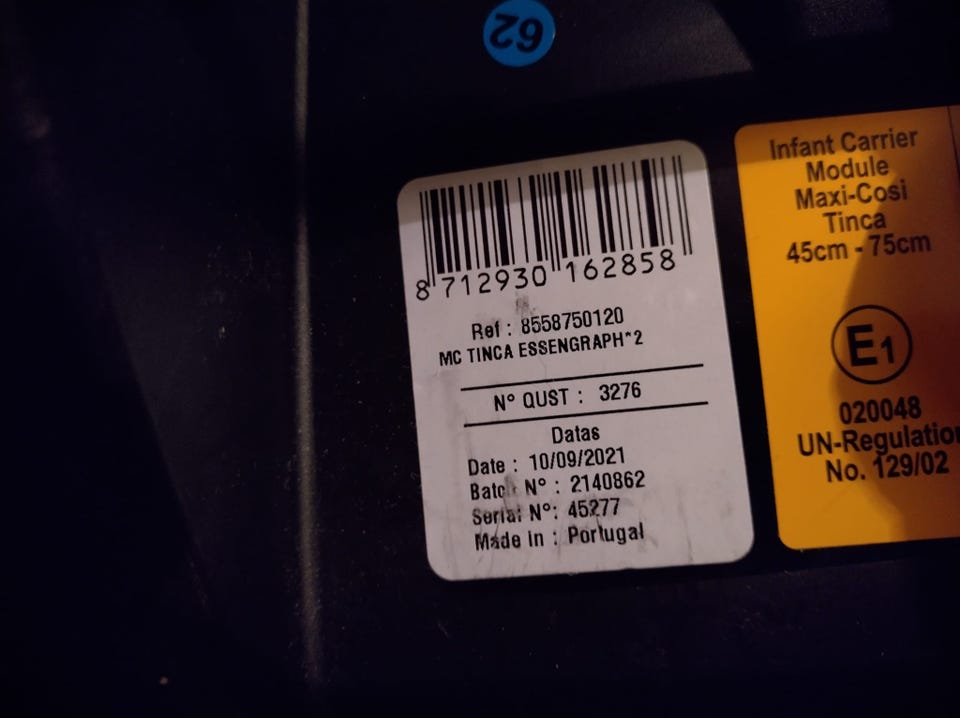 62
8 712930 162858
Ref : 8558750120
MC TINCA ESSENGRAPH*2
N° QUST : 3276
Datas
Date : 10/09/2021
Batch N° : 2140862
Serial N°: 45277
Made in : Portugal
Infant Carrier
Module
Maxi-Cosi
Tinca
45cm - 75cm
E1
020048
UN-Regulation
No. 129/02